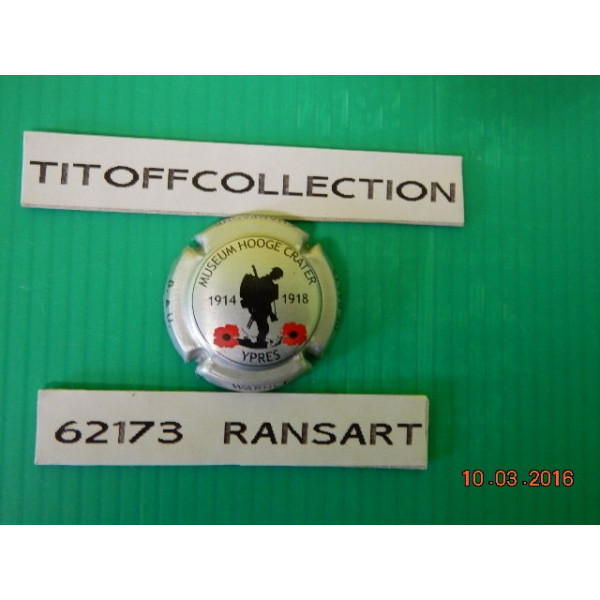 TITOFFCOLLECTION
MUSEUM HOOGE CRATER
1914 1918
YPRES
62173 RANSART
10.03.2016